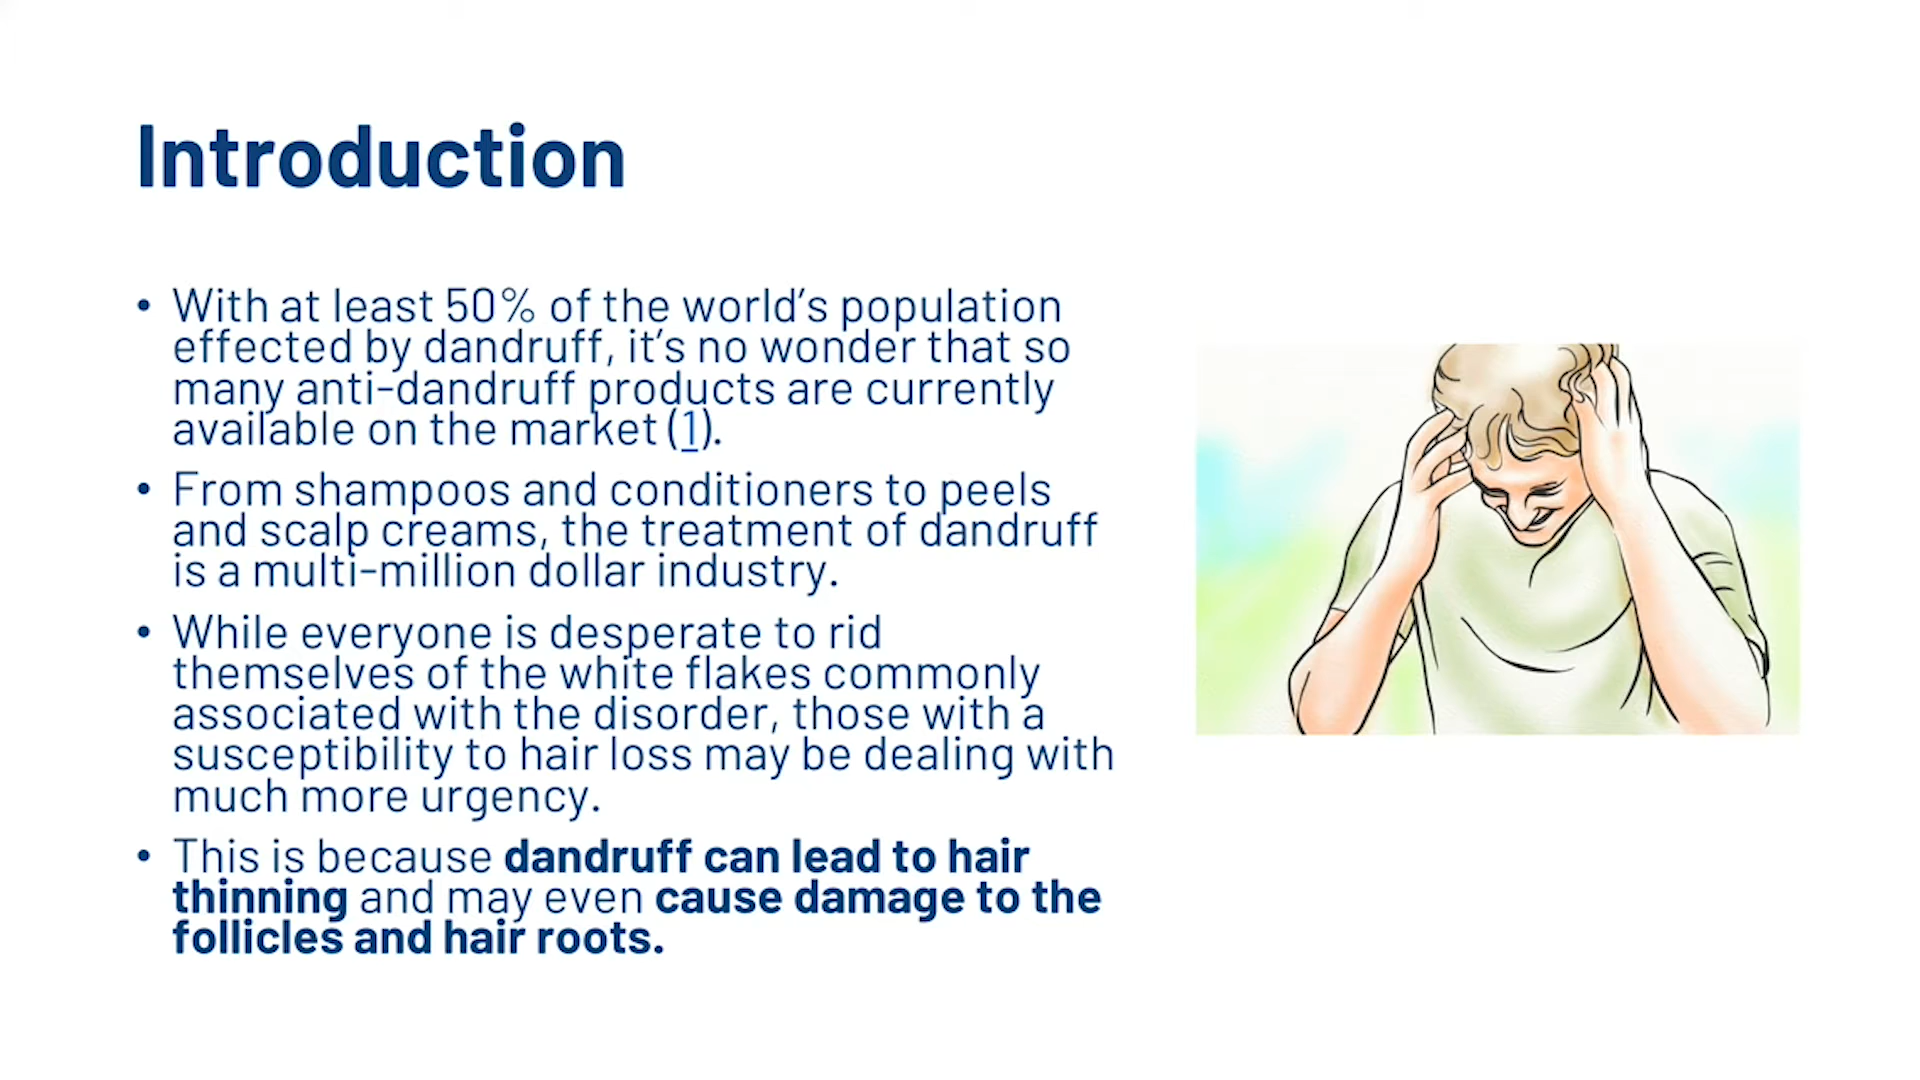 Introduction
• With at least 50% of the world’s population
effected by dandruff, it’s no wonder that so
many anti-dandruff products are currently
available on the market (1).
• From shampoos and conditioners to peels
and scalp creams, the treatment of dandruff
is a multi-million dollar industry.
• While everyone is desperate to rid
themselves of the white flakes commonly
associated with the disorder, those with a
susceptibility to hair loss may be dealing with
much more urgency.
• This is because dandruff can lead to hair
thinning and may even cause damage to the
follicles and hair roots.